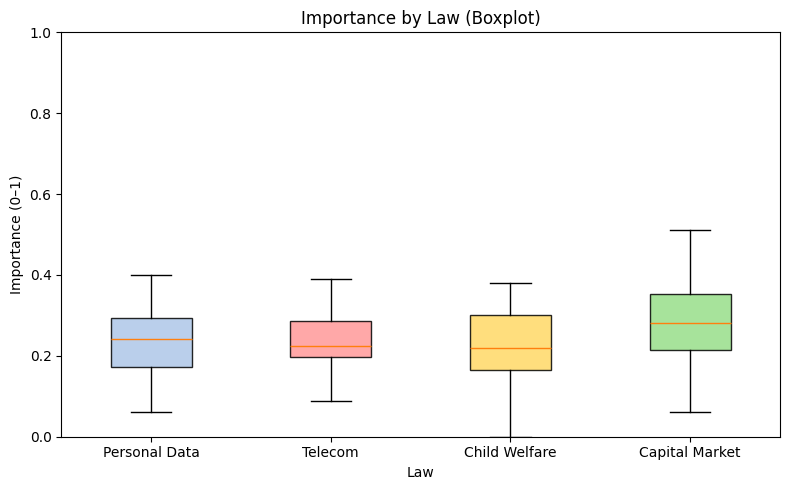 Importance by Law (Boxplot)
Importance (0–1)
1.0
0.8
0.6
0.4
0.2
0.0
Personal Data Telecom Child Welfare Capital Market
Law